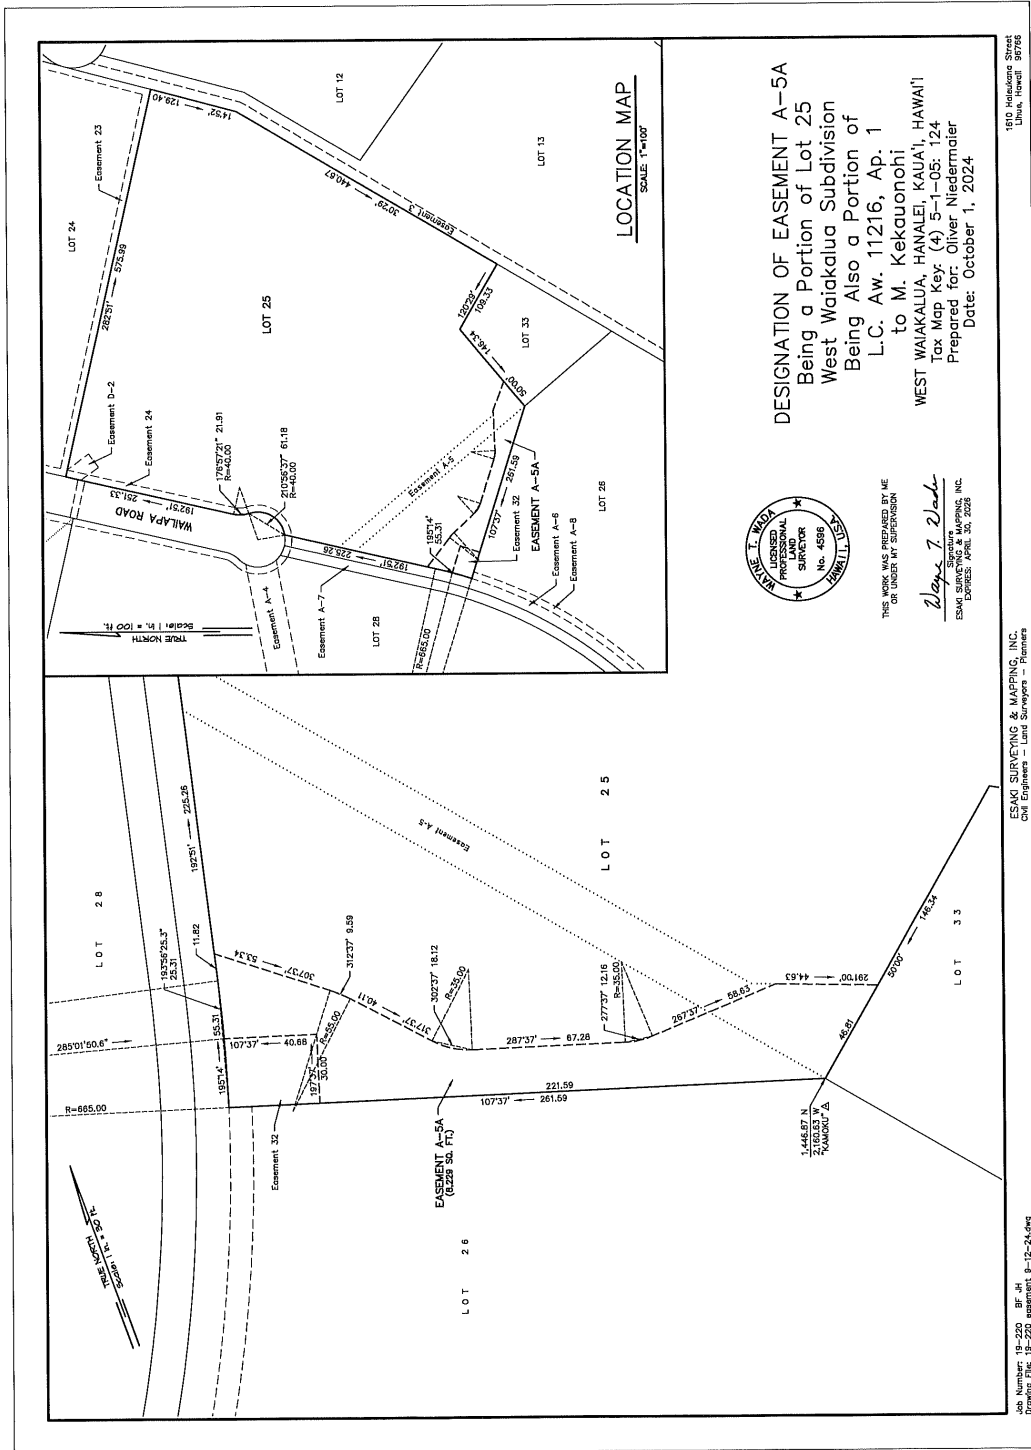 DESIGNATION OF EASEMENT A-5A
Being a Portion of Lot 25
West Waiakalua Subdivision
Being Also a Portion of
L.C. Aw. 11216, Ap. 1
to M. Kekauonohi
WEST WAIAKALUA, HANALEI, KAUA'I, HAWAI'I
Tax Map Key: (4) 5-1-05: 124
Prepared for: Oliver Niedermaier
Date: October 1, 2024
LOCATION MAP
SCALE: 1"=100'
TRUE NORTH
Scale: 1 in. = 100 ft.
LOT 24
Easement 23
LOT 12
LOT 13
LOT 25
LOT 33
LOT 26
LOT 28
282°51' 575.99
129.40
14°52'
440.67
30°29'
Easement 3
120°29'
109.33
146.34
50°00'
Easement D-2
Easement 24
251.33
192°51'
WAILAPA ROAD
176°57'21" 21.91
R=40.00
210°56'37" 61.18
R=40.00
Easement A-5
225.26
192°51'
195°14'
55.31
107°37' 261.59
EASEMENT A-5A
Easement 32
Easement A-6
Easement A-8
Easement A-4
Easement A-7
R=665.00
TRUE NORTH
Scale: 1 in. = 30 ft.
LOT 28
192°51' 225.26
193°56'25.3"
25.31
11.82
285°01'50.6"
R=665.00
195°14' 55.31
107°37' 40.68
197°37'
30.00
307°37' 53.34
312°37' 9.59
R=55.00
317°37' 40.11
302°37' 18.12
R=35.00
287°37' 67.28
277°37' 12.16
R=35.00
267°37' 58.63
291°00' 44.63
Easement A-5
LOT 25
LOT 33
50°00' 146.34
46.81
221.59
107°37' 261.59
1,446.87 N
2,160.63 W
"KAMOKU" △
Easement 32
EASEMENT A-5A
(8,229 SQ. FT.)
LOT 26
WAYNE T. WADA
LICENSED
PROFESSIONAL
LAND
SURVEYOR
No. 4596
HAWAII, U.S.A.
THIS WORK WAS PREPARED BY ME
OR UNDER MY SUPERVISION
Wayne T. Wada
Signature
ESAKI SURVEYING & MAPPING, INC.
EXPIRES: APRIL 30, 2026
Job Number: 19-220 BF JH
Drawing File: 19-220 easement 9-12-24.dwg
ESAKI SURVEYING & MAPPING, INC.
Civil Engineers - Land Surveyors - Planners
1610 Haleukana Street
Lihue, Hawaii 96766